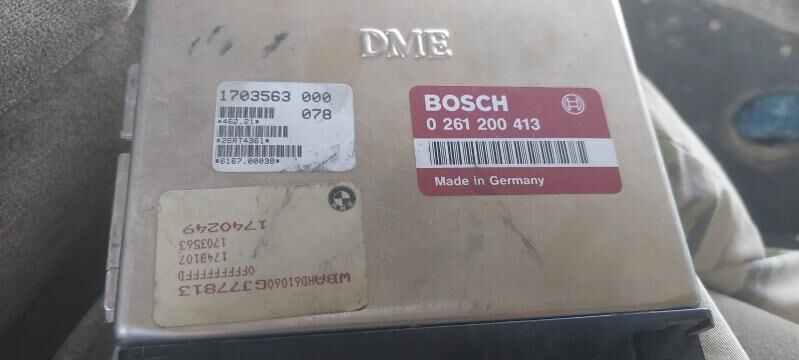 DME
1703563 000
078
*462.21*
*26RT4361*
*6167.00038*
BOSCH
0 261 200 413
Made in Germany
WBAHD61060GJ77813
0FFFFFFFFD
1748107
1703563
1740249